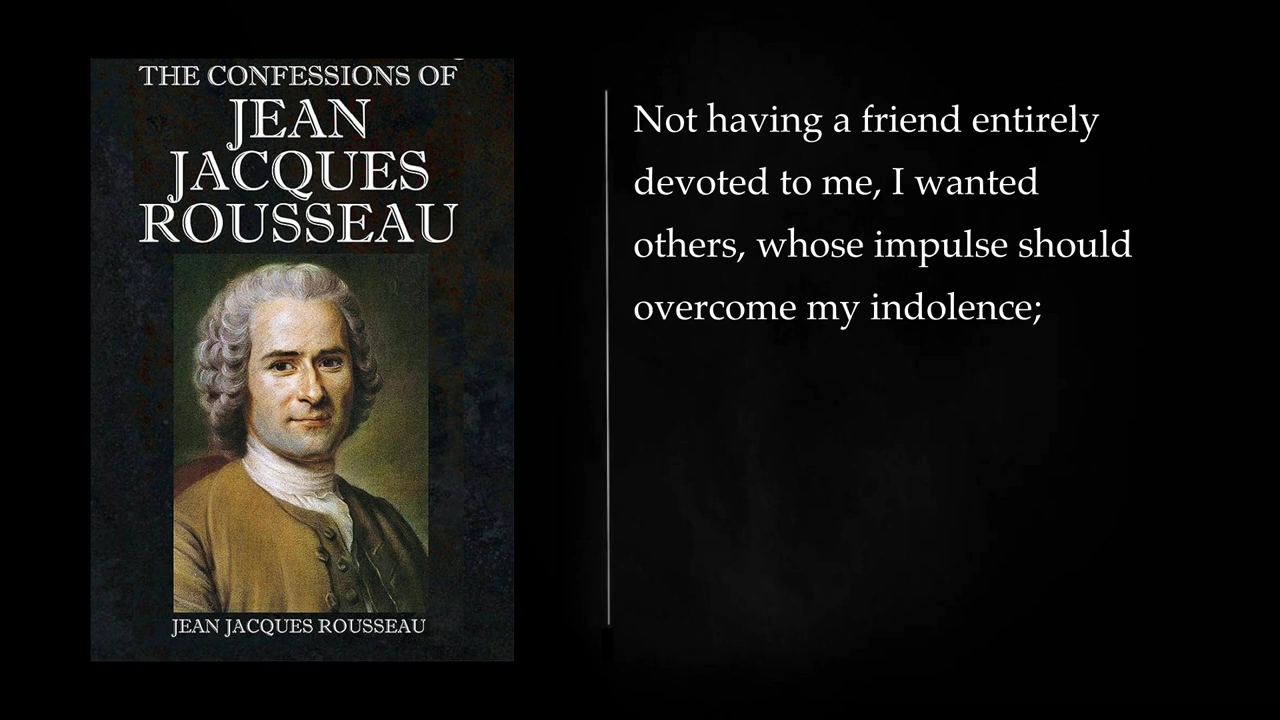 THE CONFESSIONS OF
JEAN
JACQUES
ROUSSEAU
JEAN JACQUES ROUSSEAU
Not having a friend entirely
devoted to me, I wanted
others, whose impulse should
overcome my indolence;